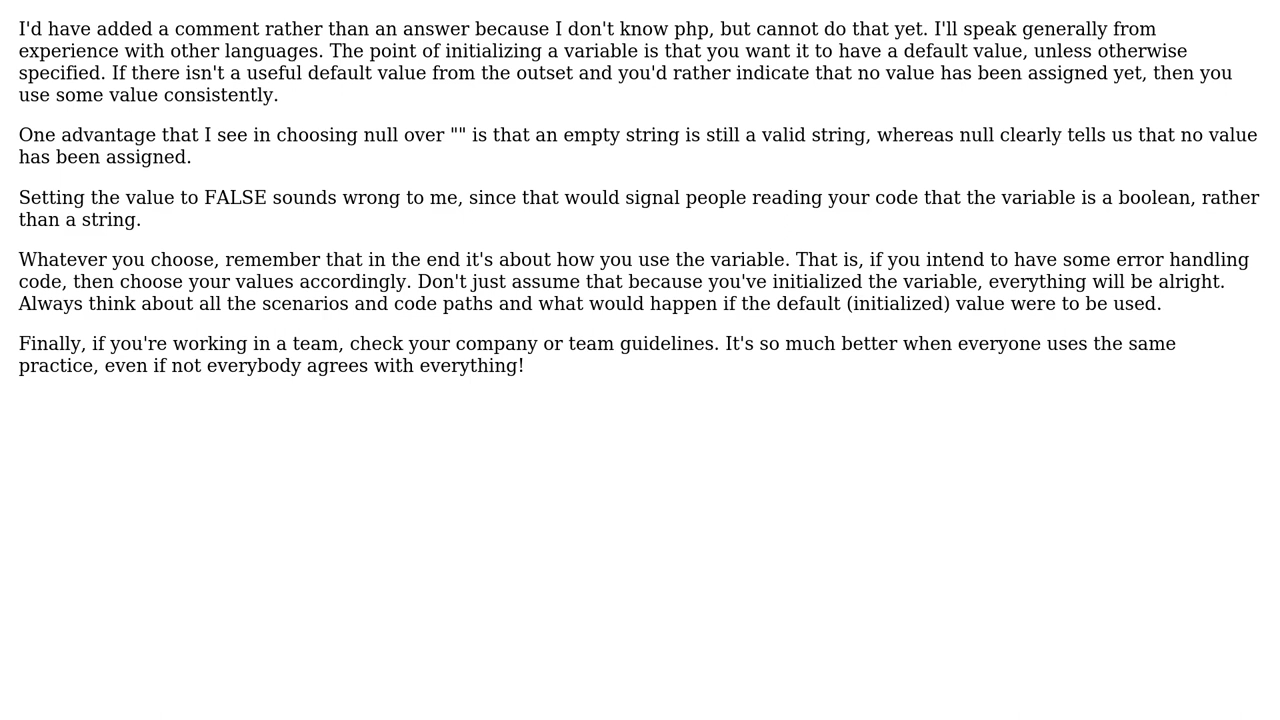 I'd have added a comment rather than an answer because I don't know php, but cannot do that yet. I'll speak generally from
experience with other languages. The point of initializing a variable is that you want it to have a default value, unless otherwise
specified. If there isn't a useful default value from the outset and you'd rather indicate that no value has been assigned yet, then you
use some value consistently.
One advantage that I see in choosing null over "" is that an empty string is still a valid string, whereas null clearly tells us that no value
has been assigned.
Setting the value to FALSE sounds wrong to me, since that would signal people reading your code that the variable is a boolean, rather
than a string.
Whatever you choose, remember that in the end it's about how you use the variable. That is, if you intend to have some error handling
code, then choose your values accordingly. Don't just assume that because you've initialized the variable, everything will be alright.
Always think about all the scenarios and code paths and what would happen if the default (initialized) value were to be used.
Finally, if you're working in a team, check your company or team guidelines. It's so much better when everyone uses the same
practice, even if not everybody agrees with everything!